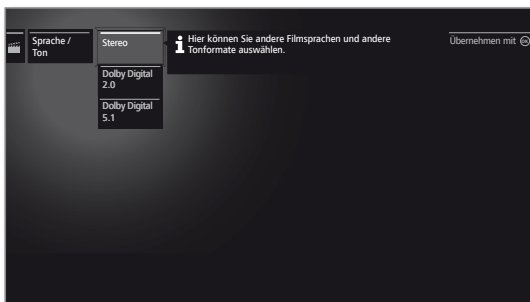 Sprache /
Ton
Stereo
Dolby Digital
2.0
Dolby Digital
5.1
Hier können Sie andere Filmsprachen und andere
Tonformate auswählen.
Übernehmen mit OK